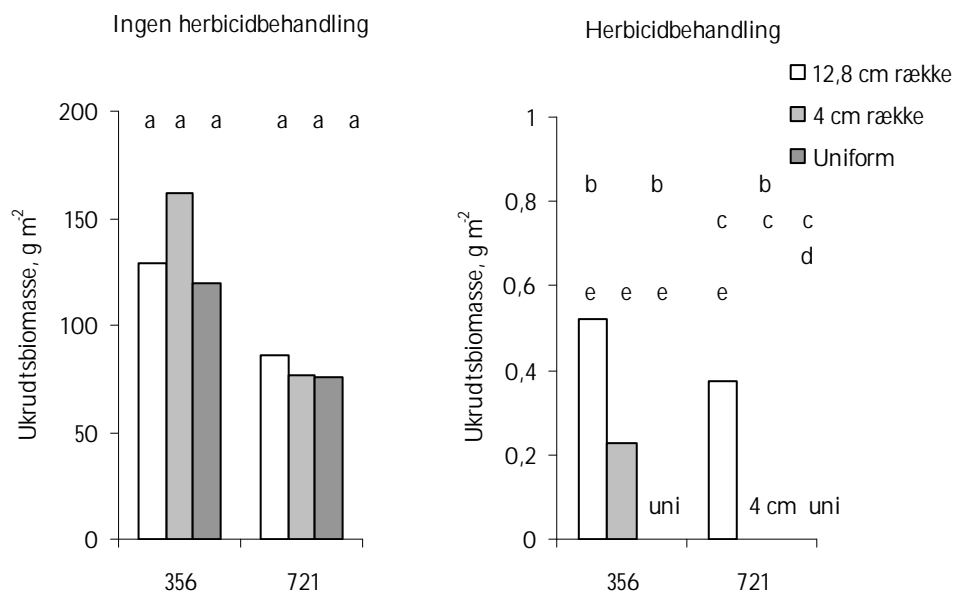 Ingen herbicidbehandling
Ukrudtsbiomasse, g m-2
200
150
100
50
0
a a a a a a
356 721
Herbicidbehandling
12,8 cm række
4 cm række
Uniform
Ukrudtsbiomasse, g m-2
1
0,8
0,6
0,4
0,2
0
b b b
c c c
d
e e e e
uni 4 cm uni
356 721